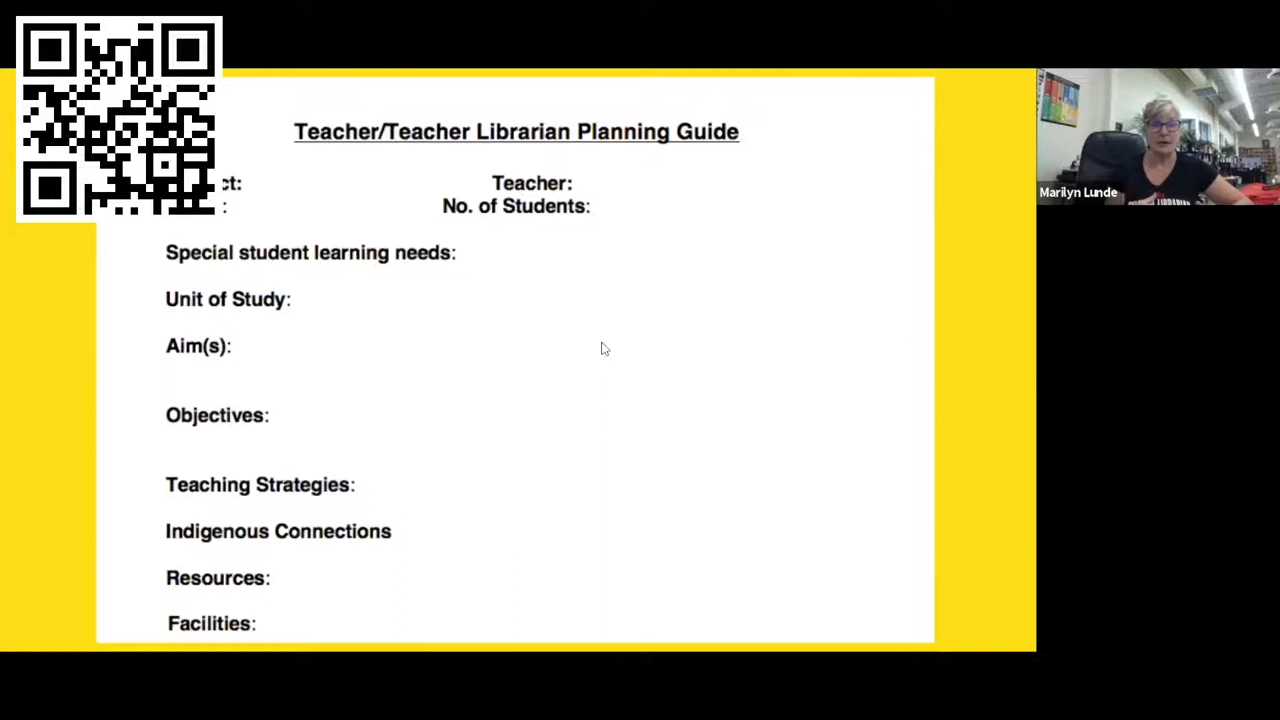 Teacher/Teacher Librarian Planning Guide
ct: Teacher:
: No. of Students:
Special student learning needs:
Unit of Study:
Aim(s):
Objectives:
Teaching Strategies:
Indigenous Connections
Resources:
Facilities:
Marilyn Lunde